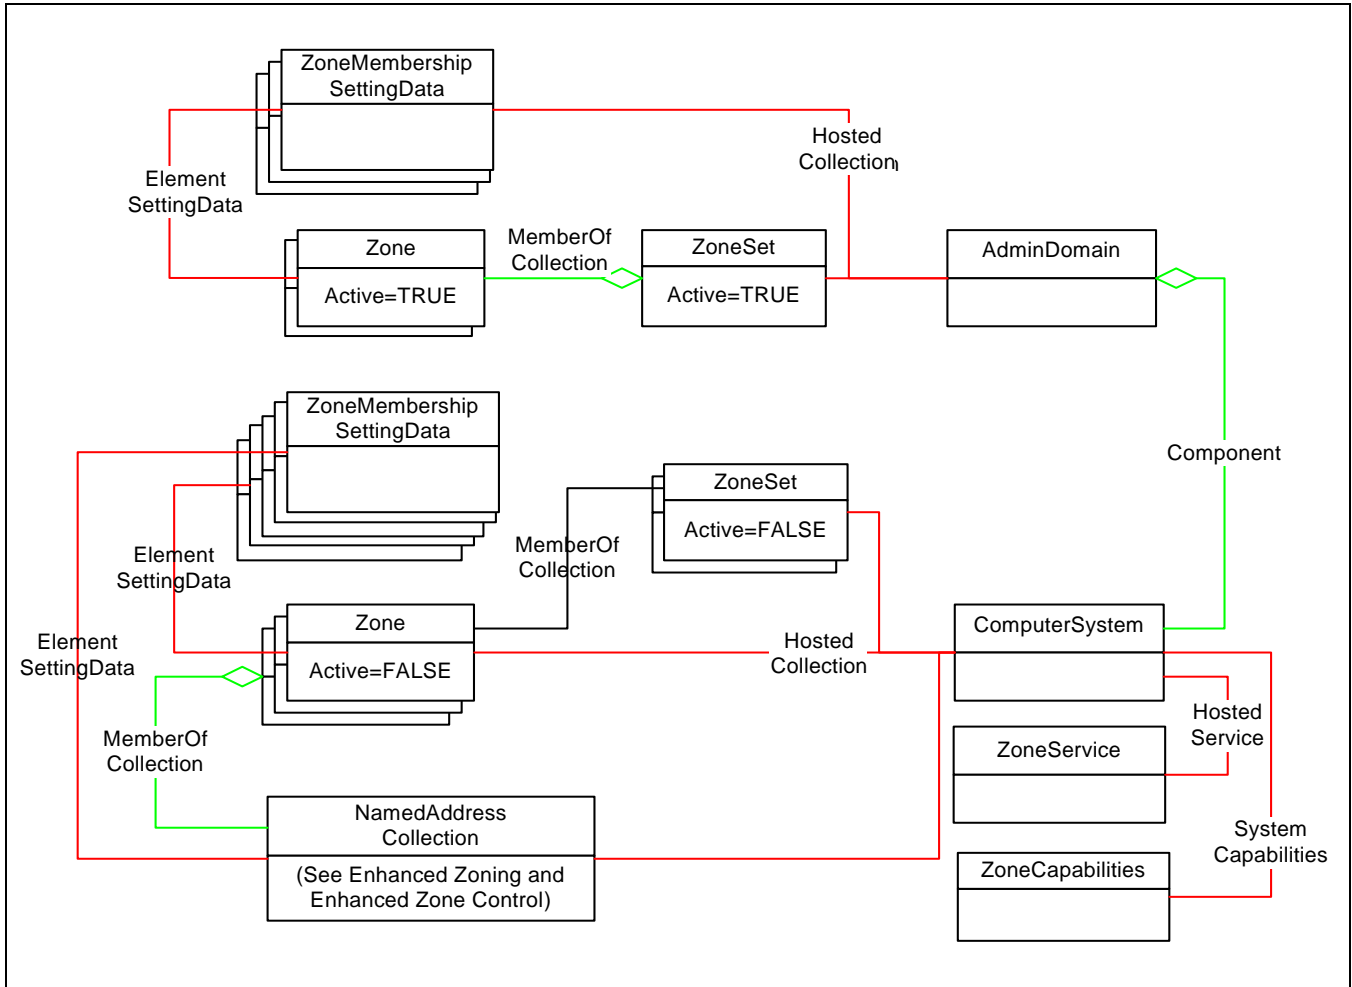 ZoneMembership
SettingData
Hosted
Collection
Element
SettingData
Zone
Active=TRUE
MemberOf
Collection
ZoneSet
Active=TRUE
AdminDomain
ZoneMembership
SettingData
Component
ZoneSet
Active=FALSE
MemberOf
Collection
Element
SettingData
Zone
Active=FALSE
Hosted
Collection
ComputerSystem
Element
SettingData
Hosted
Service
MemberOf
Collection
ZoneService
NamedAddress
Collection
(See Enhanced Zoning and
Enhanced Zone Control)
System
Capabilities
ZoneCapabilities